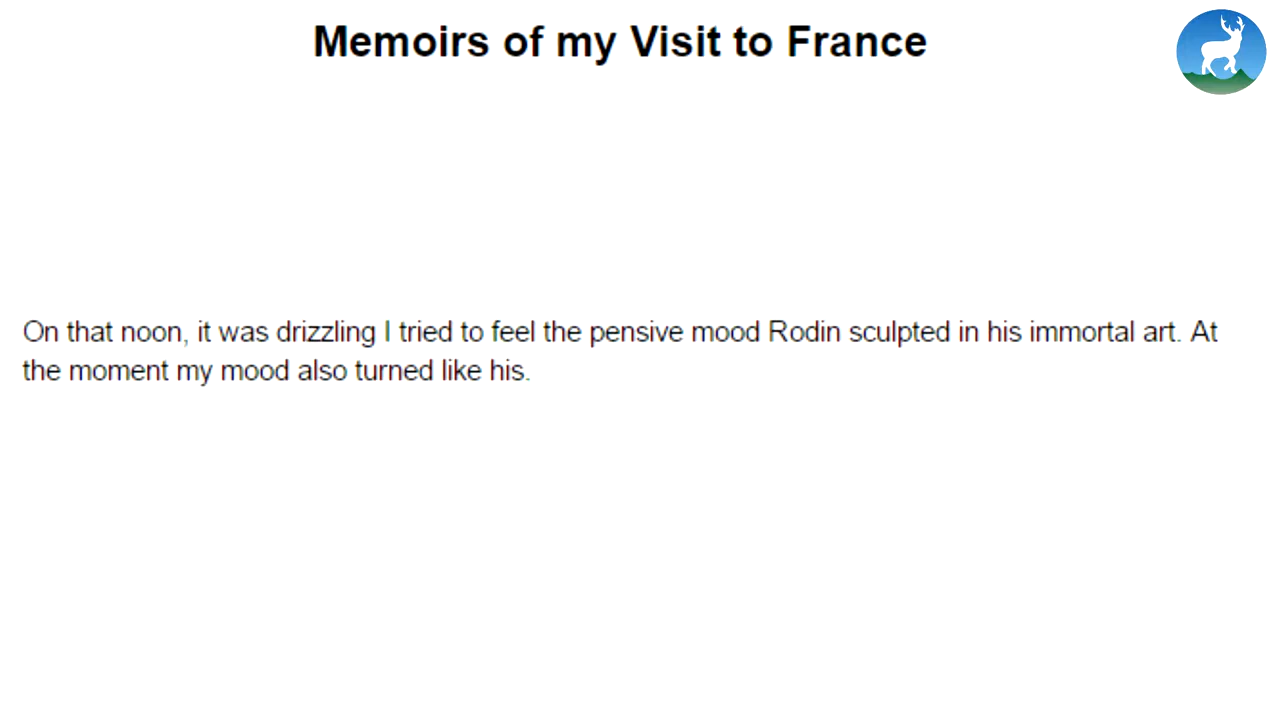 Memoirs of my Visit to France
On that noon, it was drizzling I tried to feel the pensive mood Rodin sculpted in his immortal art. At
the moment my mood also turned like his.